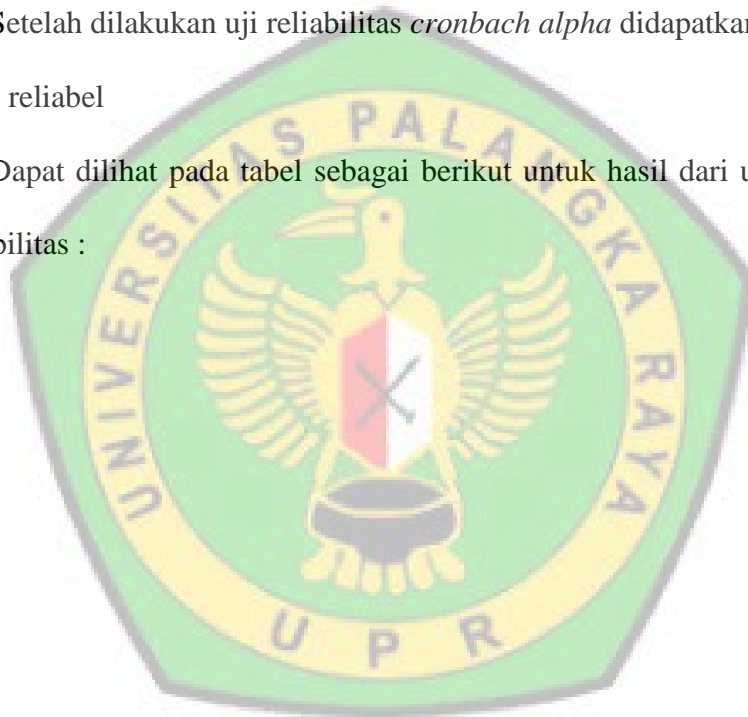 Setelah dilakukan uji reliabilitas cronbach alpha didapatkan
reliabel
Dapat dilihat pada tabel sebagai berikut untuk hasil dari u
bilitas :
UNIVERSITAS PALANGKA RAYA
UPR